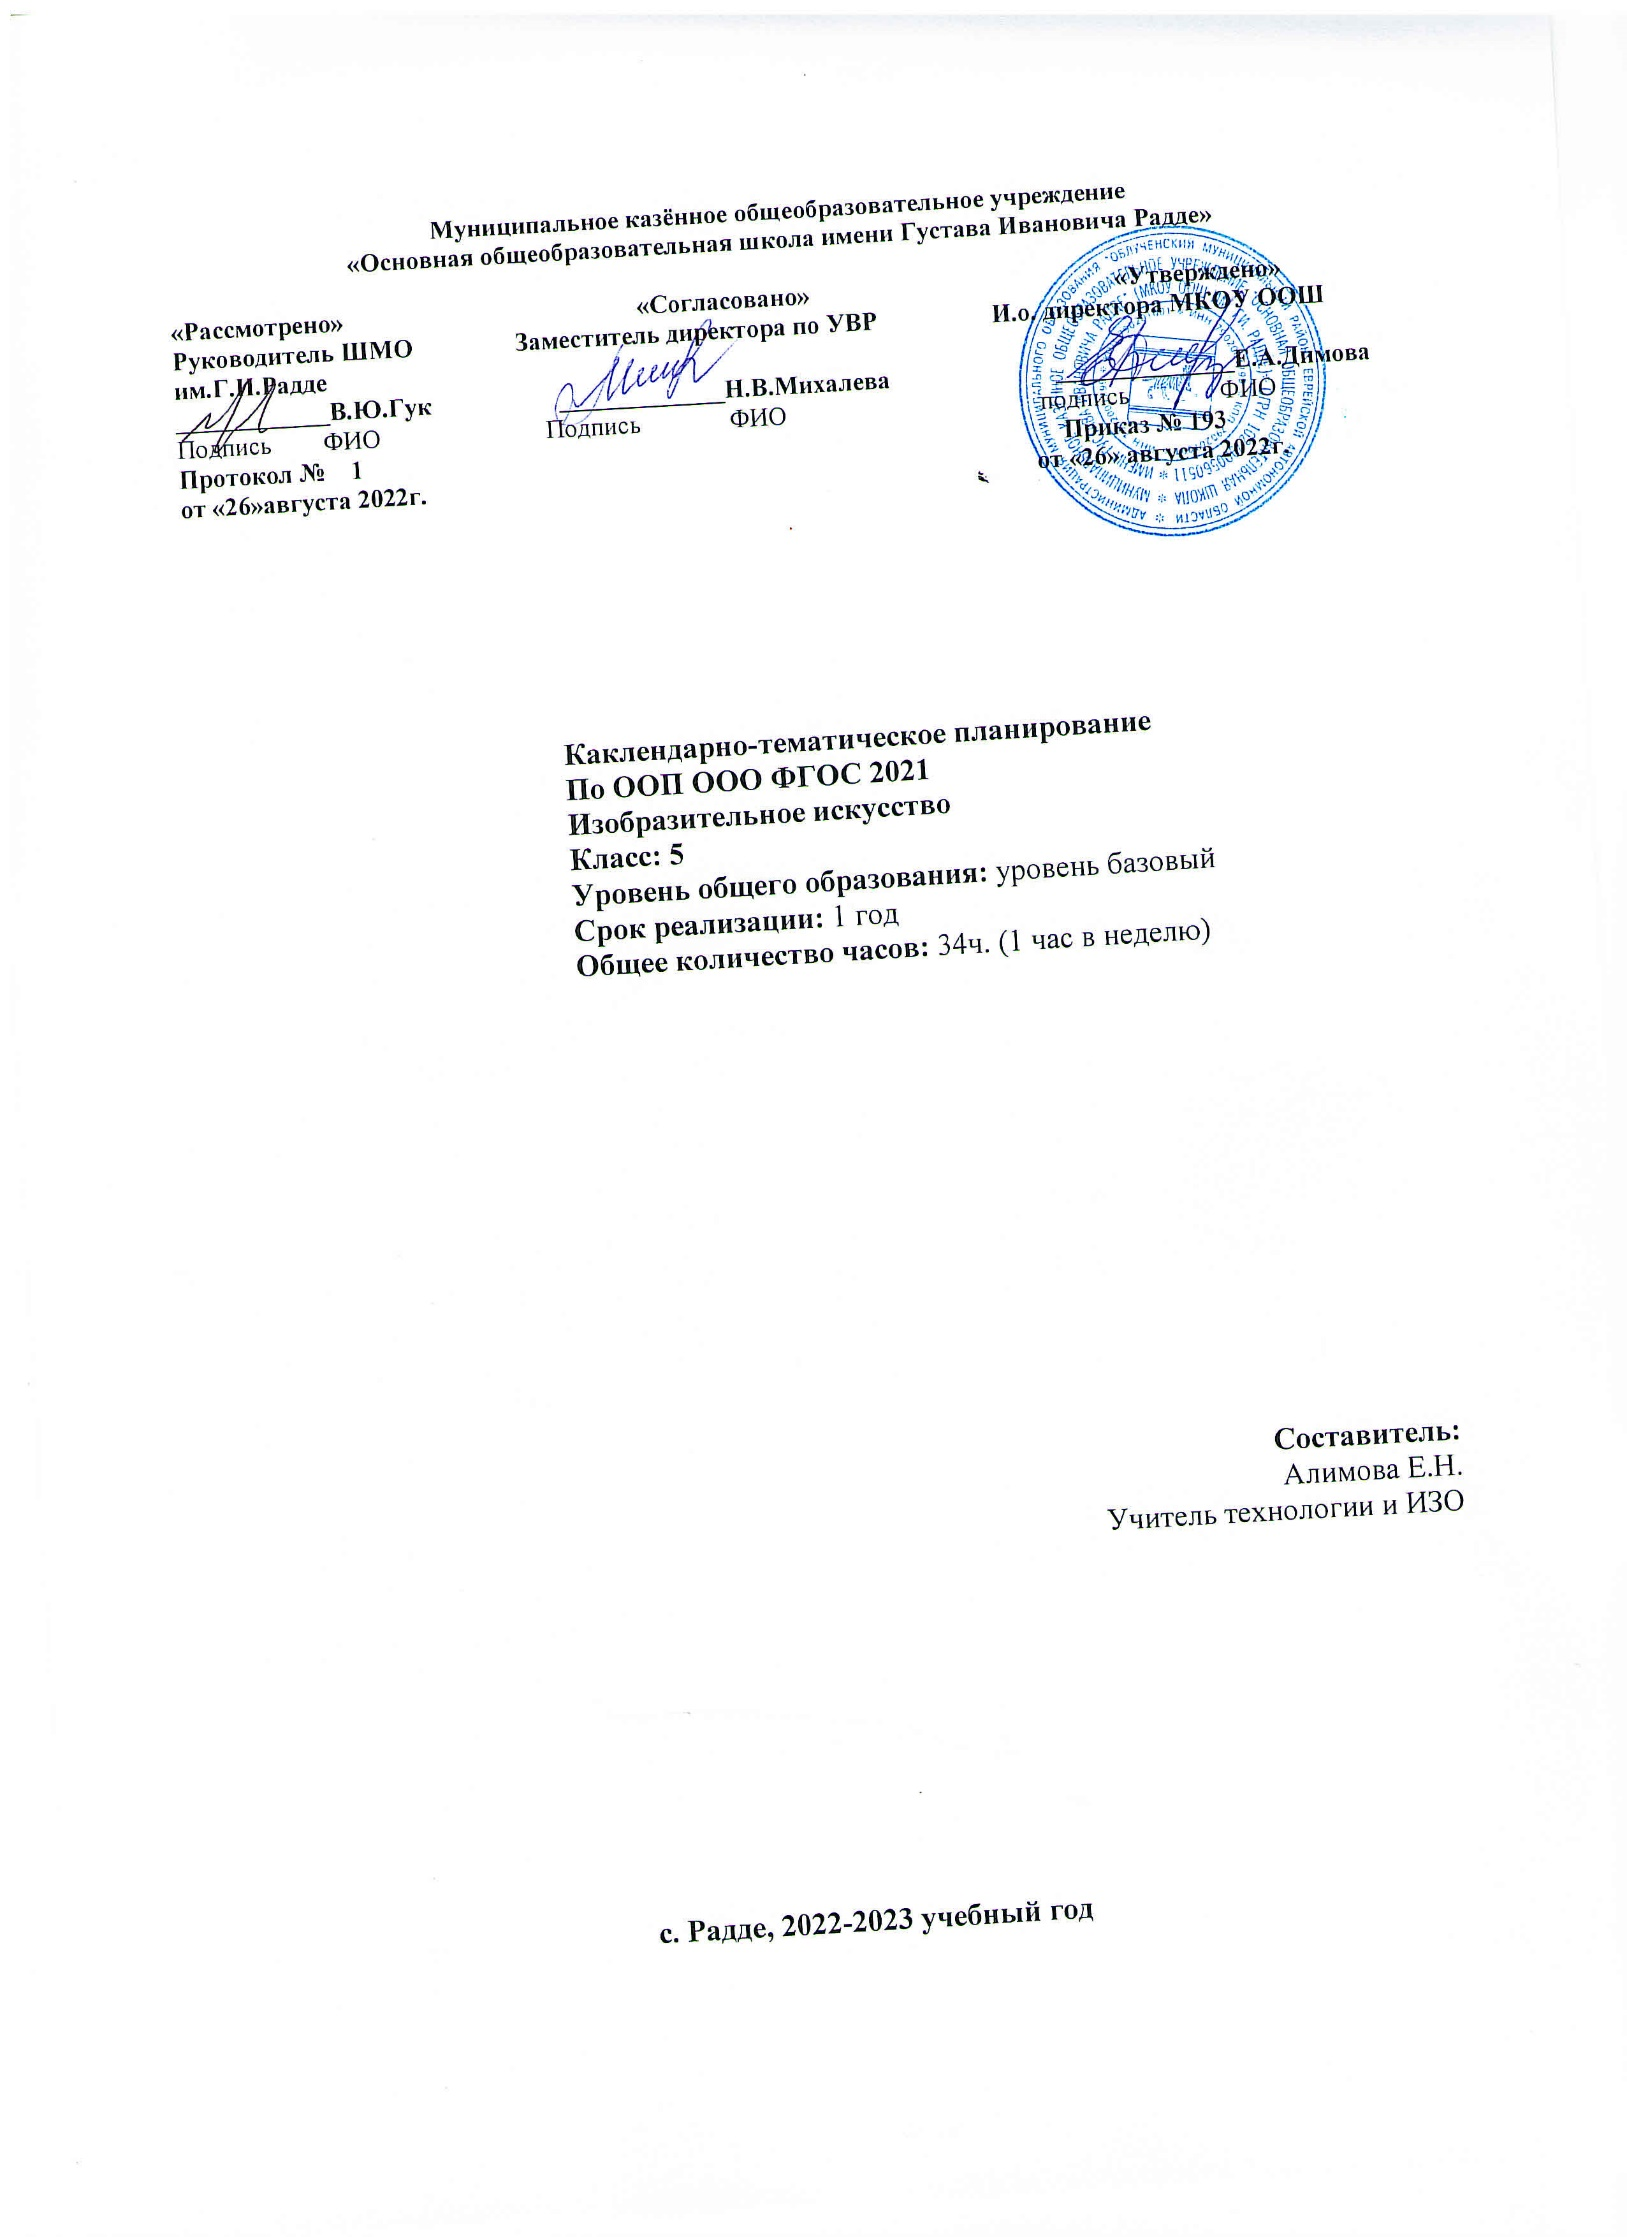 Муниципальное казённое общеобразовательное учреждение
«Основная общеобразовательная школа имени Густава Ивановича Радде»
«Рассмотрено»
Руководитель ШМО
им.Г.И.Радде
____________В.Ю.Гук
Подпись ФИО
Протокол № 1
от «26»августа 2022г.
«Согласовано»
Заместитель директора по УВР
_____________Н.В.Михалева
Подпись ФИО
«Утверждено»
И.о. директора МКОУ ООШ
______________Е.А.Димова
подпись ФИО
Приказ № 193
от «26» августа 2022г.
Каклендарно-тематическое планирование
По ООП ООО ФГОС 2021
Изобразительное искусство
Класс: 5
Уровень общего образования: уровень базовый
Срок реализации: 1 год
Общее количество часов: 34ч. (1 час в неделю)
Составитель:
Алимова Е.Н.
Учитель технологии и ИЗО
с. Радде, 2022-2023 учебный год